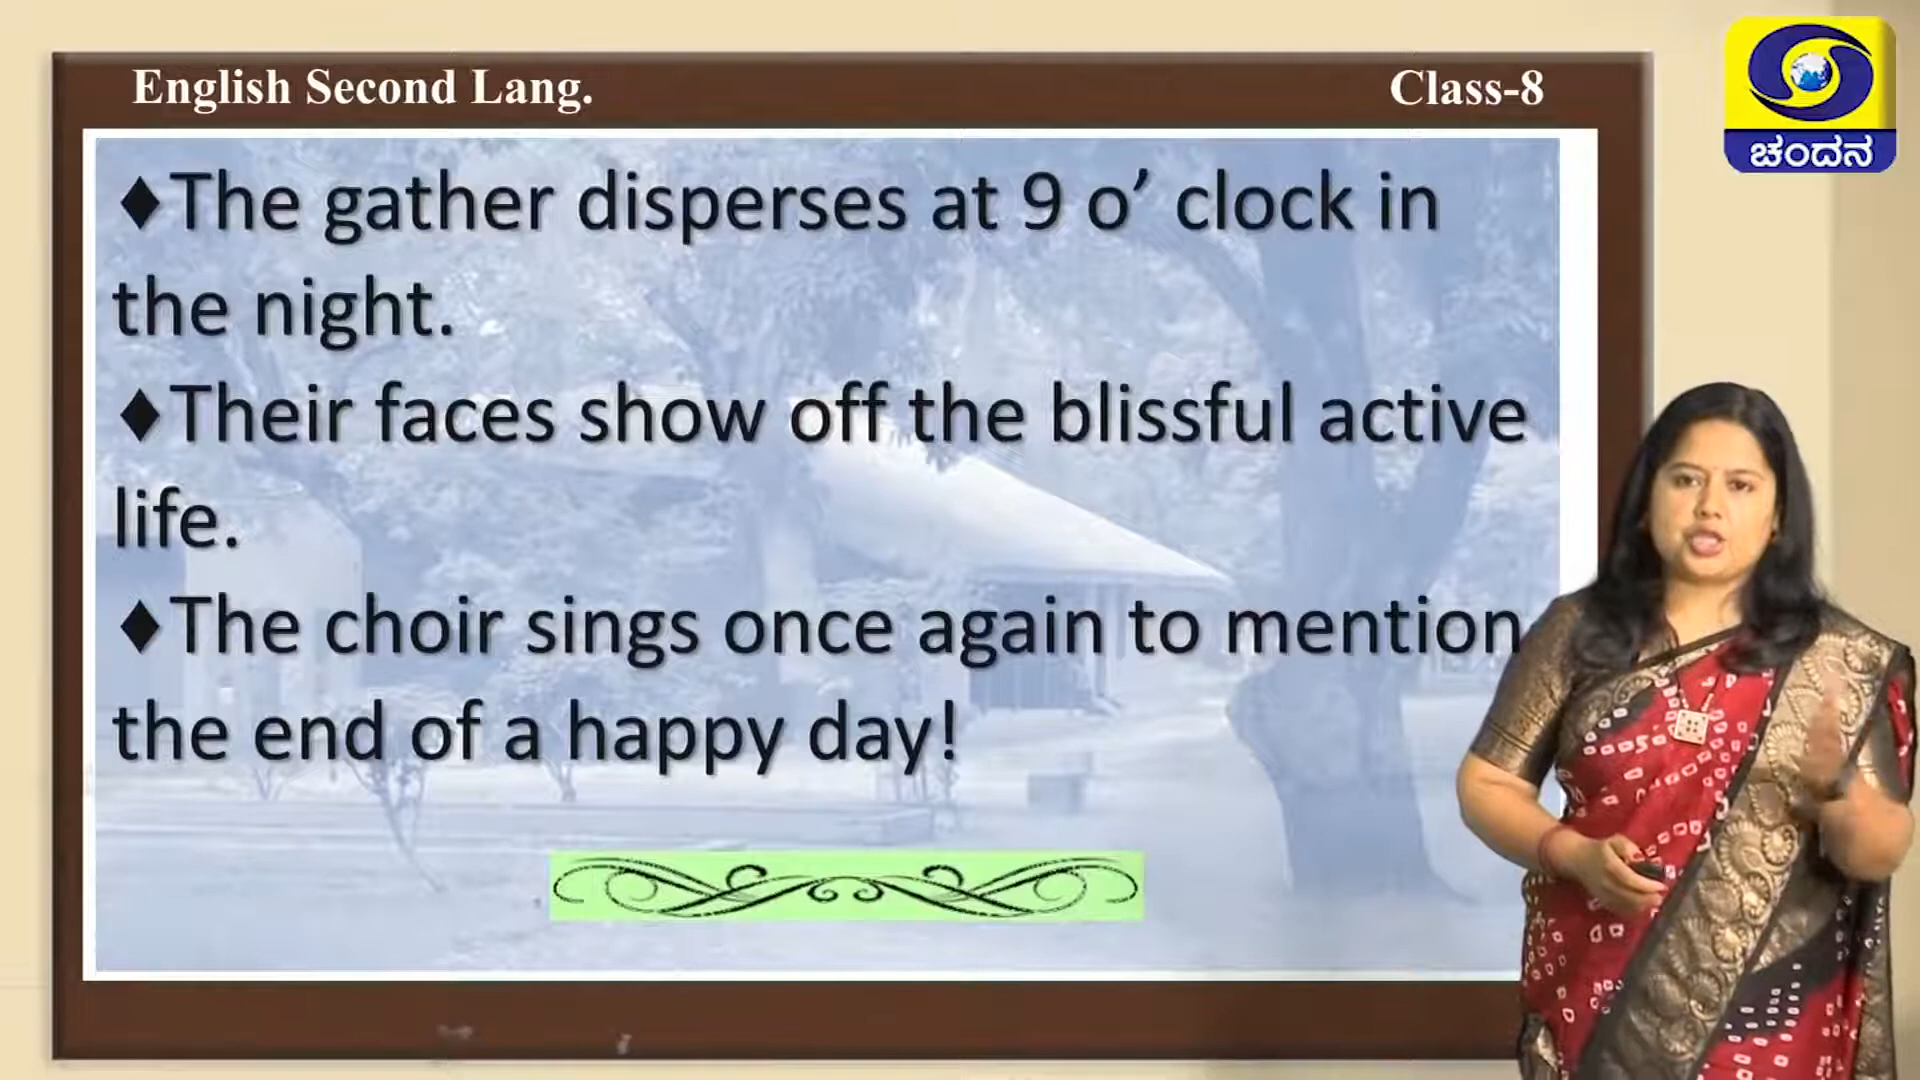 English Second Lang.
Class-8
ಚಂದನ
♦The gather disperses at 9 o’ clock in
the night.
♦Their faces show off the blissful active
life.
♦The choir sings once again to mention
the end of a happy day!